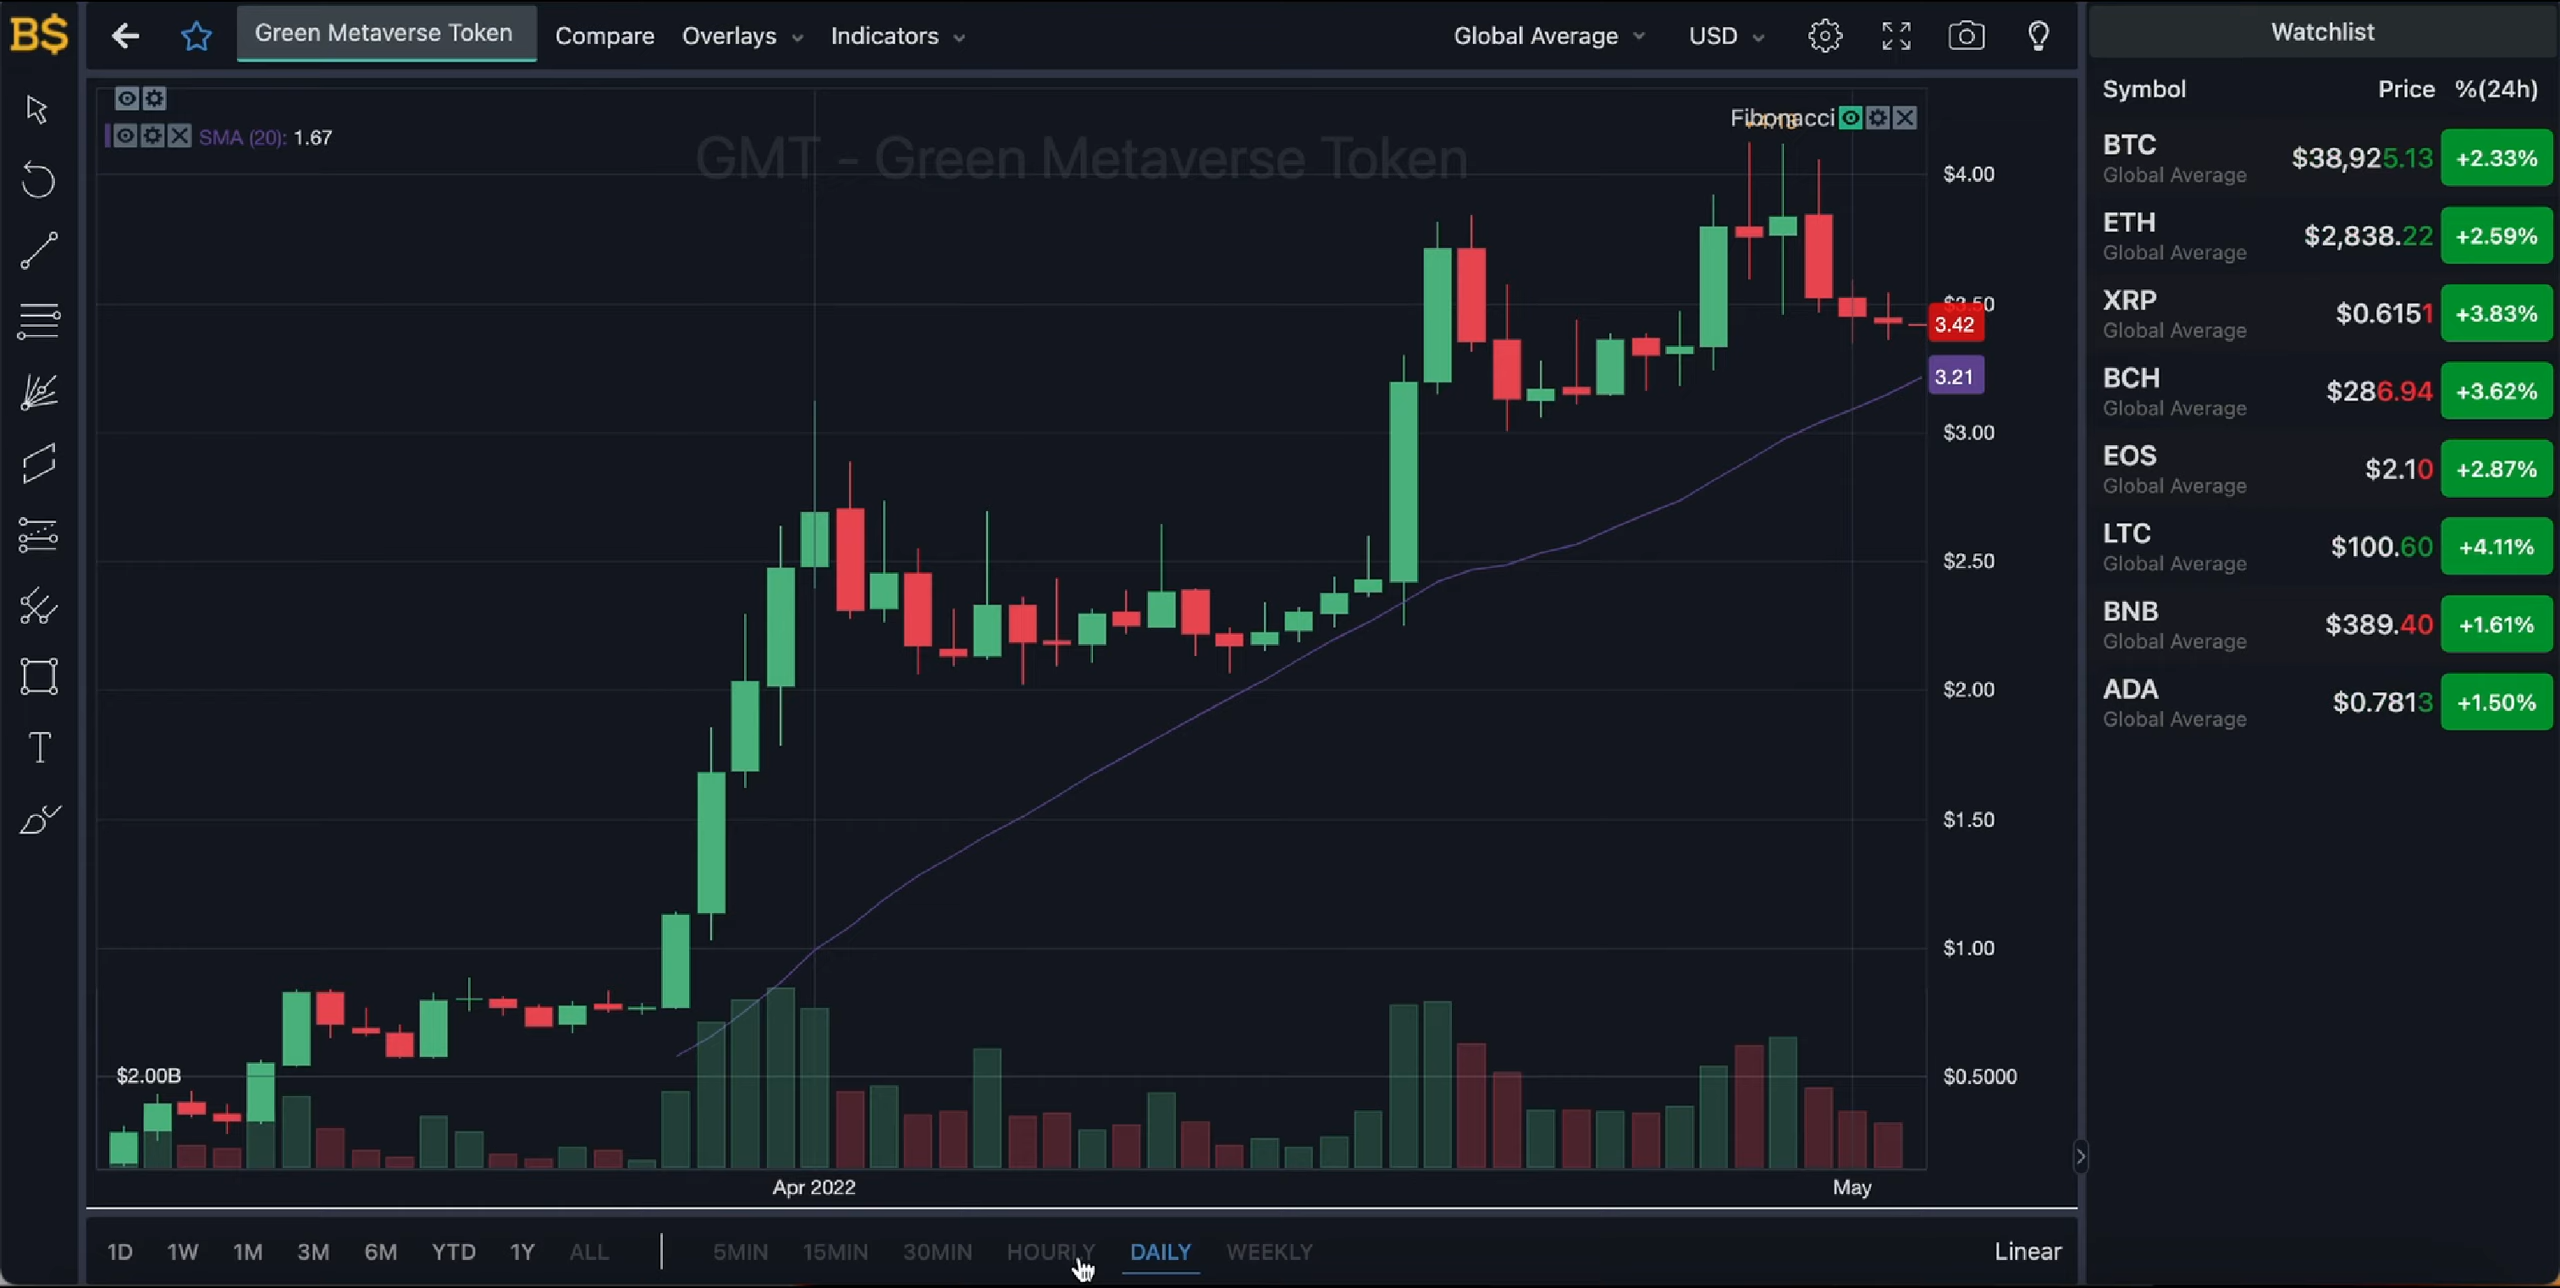 B$
Green Metaverse Token
Compare
Overlays
Indicators
Global Average
USD
SMA (20): 1.67
GMT - Green Metaverse Token
Fibonacci
$4.00
$3.50
3.42
3.21
$3.00
$2.50
$2.00
$1.50
$1.00
$0.5000
$2.00B
Apr 2022
May
1D
1W
1M
3M
6M
YTD
1Y
ALL
5MIN
15MIN
30MIN
HOURLY
DAILY
WEEKLY
Linear
Watchlist
Symbol Price %(24h)
BTC $38,925.13 +2.33%
Global Average
ETH $2,838.22 +2.59%
Global Average
XRP $0.6151 +3.83%
Global Average
BCH $286.94 +3.62%
Global Average
EOS $2.10 +2.87%
Global Average
LTC $100.60 +4.11%
Global Average
BNB $389.40 +1.61%
Global Average
ADA $0.7813 +1.50%
Global Average